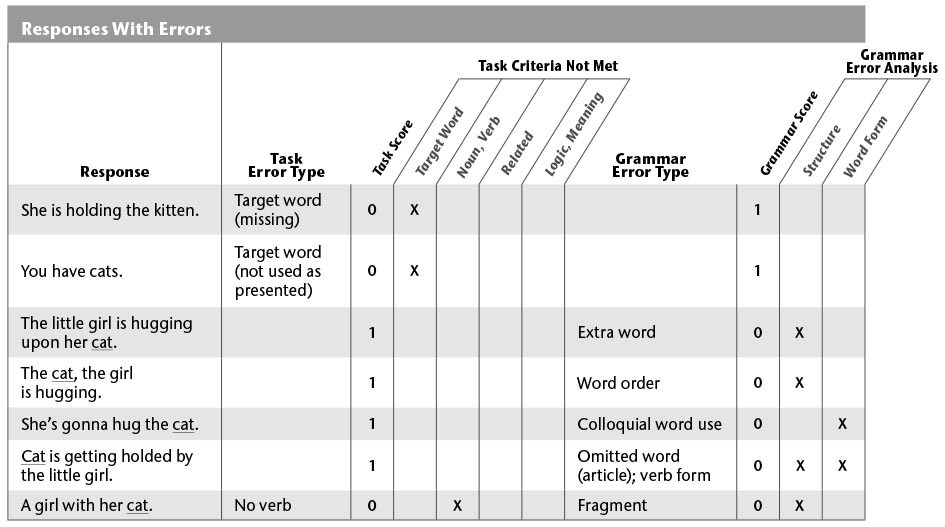 Responses With Errors
Task Criteria Not Met
Grammar
Error Analysis
Response
Task
Error Type
Task Score
Target Word
Noun, Verb
Related
Logic, Meaning
Grammar
Error Type
Grammar Score
Structure
Word Form
She is holding the kitten.
Target word
(missing)
0
X
1
You have cats.
Target word
(not used as
presented)
0
X
1
The little girl is hugging
upon her cat.
1
Extra word
0
X
The cat, the girl
is hugging.
1
Word order
0
X
She's gonna hug the cat.
1
Colloquial word use
0
X
Cat is getting holded by
the little girl.
1
Omitted word
(article); verb form
0
X
X
A girl with her cat.
No verb
0
X
Fragment
0
X